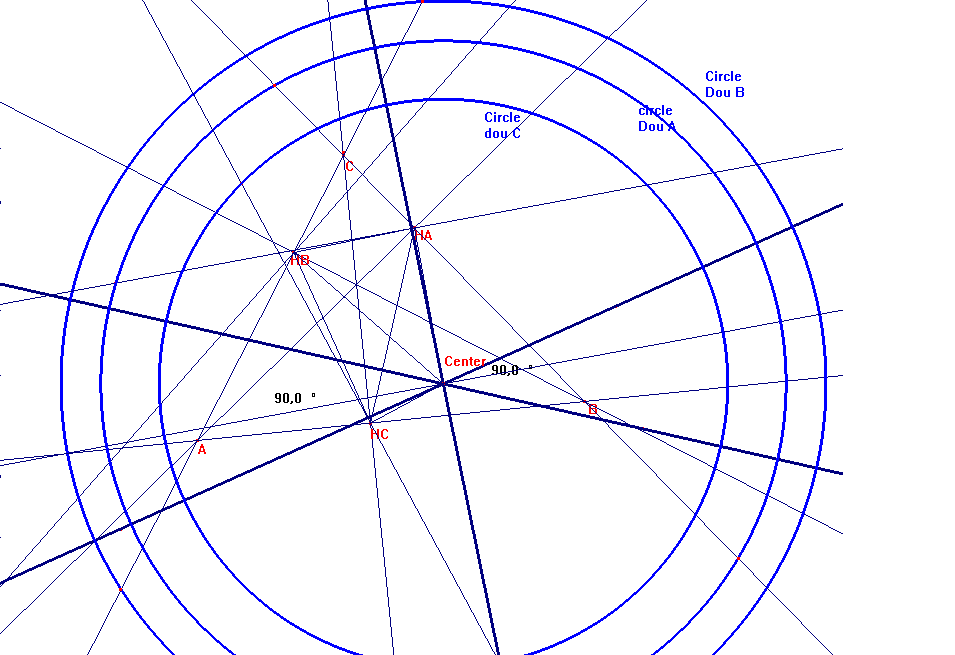 Circle
Dou B
circle
Dou A
Circle
dou C
C
HA
HB
Center
90,0 °
90,0 °
B
HC
A